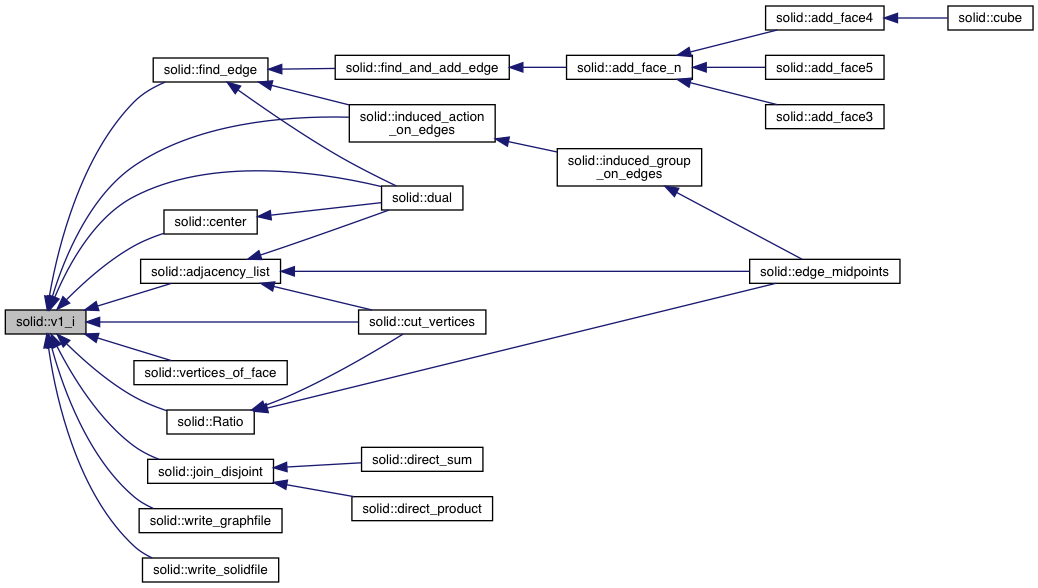 solid::add_face4
solid::cube
solid::find_edge
solid::find_and_add_edge
solid::add_face_n
solid::add_face5
solid::induced_action
_on_edges
solid::add_face3
solid::induced_group
_on_edges
solid::dual
solid::center
solid::adjacency_list
solid::edge_midpoints
solid::v1_i
solid::cut_vertices
solid::vertices_of_face
solid::Ratio
solid::join_disjoint
solid::direct_sum
solid::direct_product
solid::write_graphfile
solid::write_solidfile